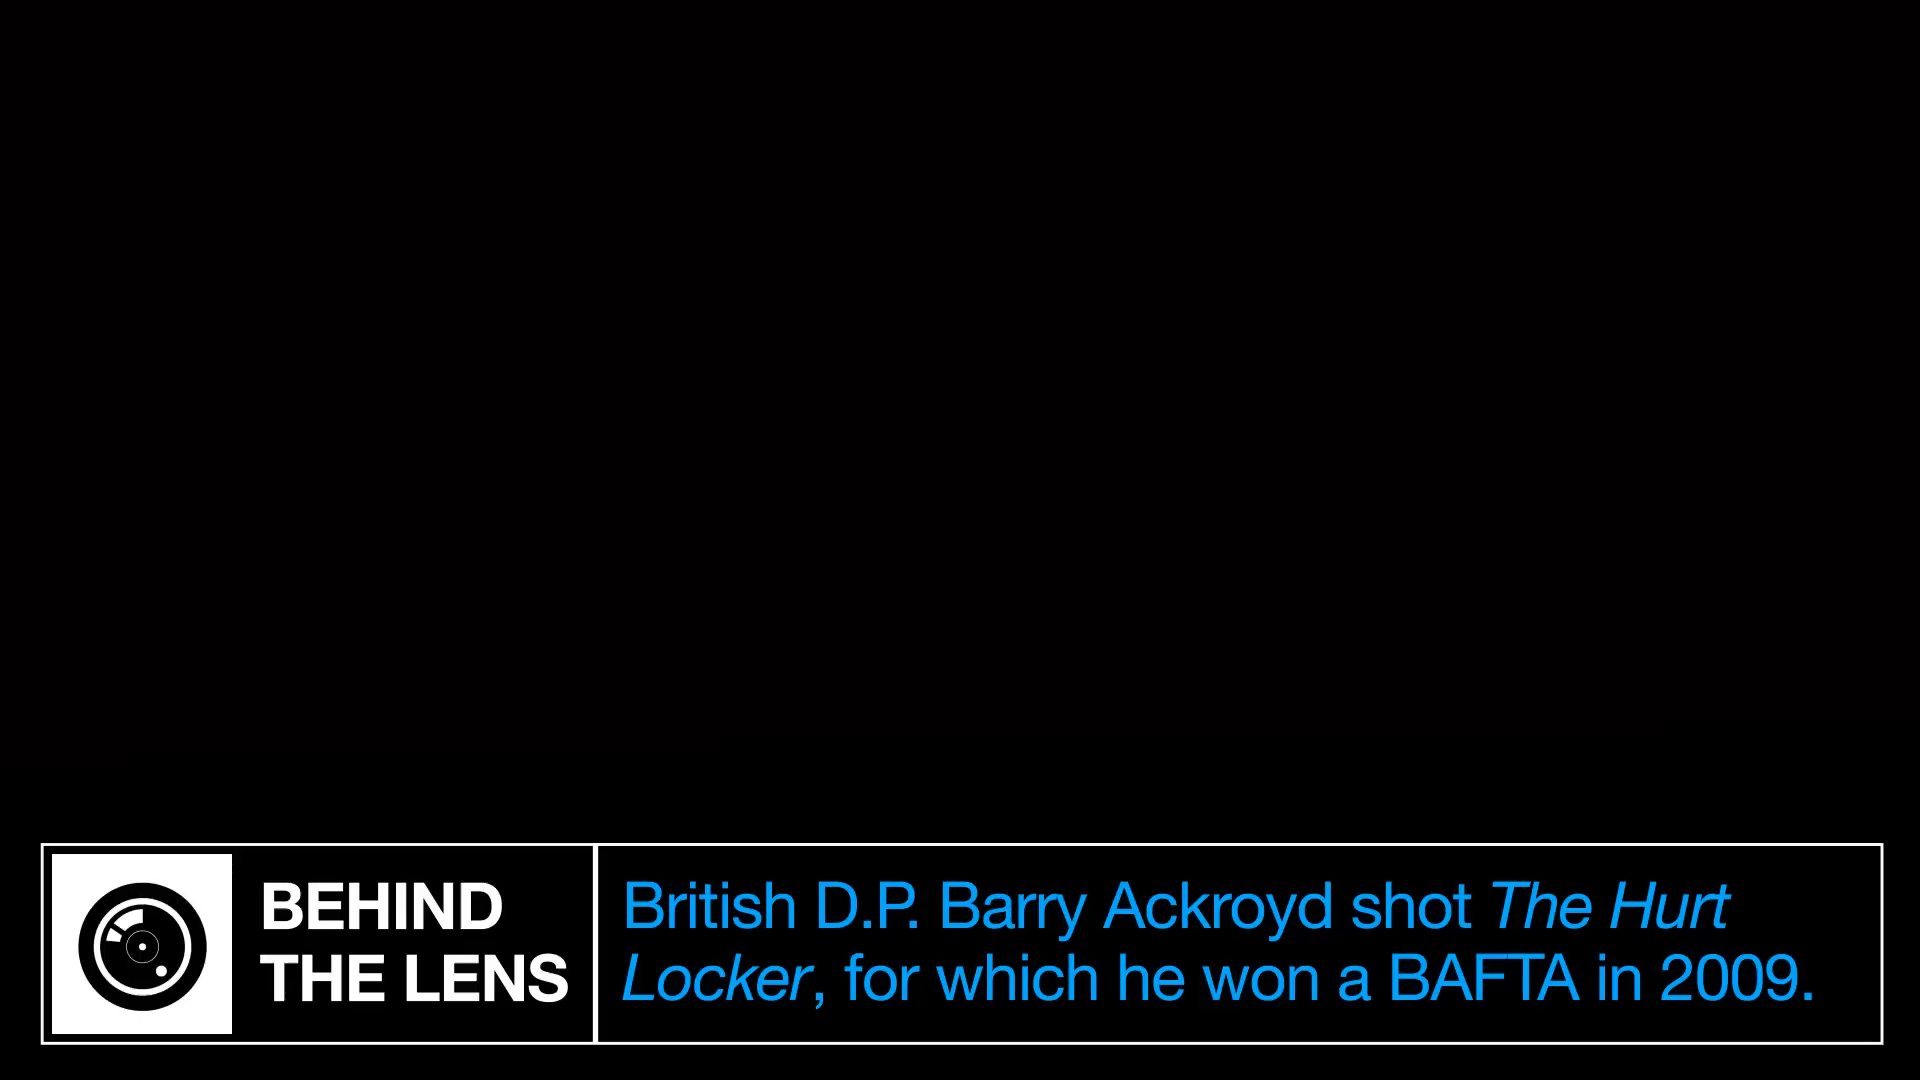 BEHIND
THE LENS
British D.P. Barry Ackroyd shot The Hurt
Locker, for which he won a BAFTA in 2009.